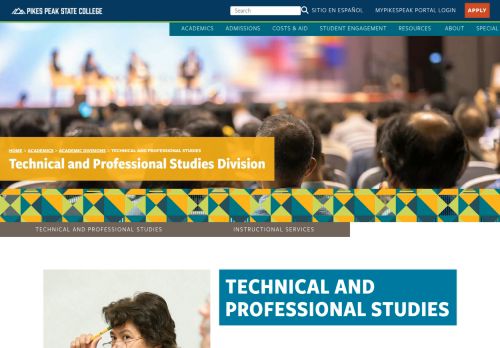 PIKES PEAK STATE COLLEGE
Search
SITIO EN ESPAÑOL
MYPIKESPEAK PORTAL LOGIN
APPLY
ACADEMICS
ADMISSIONS
COSTS & AID
STUDENT ENGAGEMENT
RESOURCES
ABOUT
SPECIAL
HOME > ACADEMICS > ACADEMIC DIVISIONS > TECHNICAL AND PROFESSIONAL STUDIES
Technical and Professional Studies Division
TECHNICAL AND PROFESSIONAL STUDIES
INSTRUCTIONAL SERVICES
TECHNICAL AND
PROFESSIONAL STUDIES